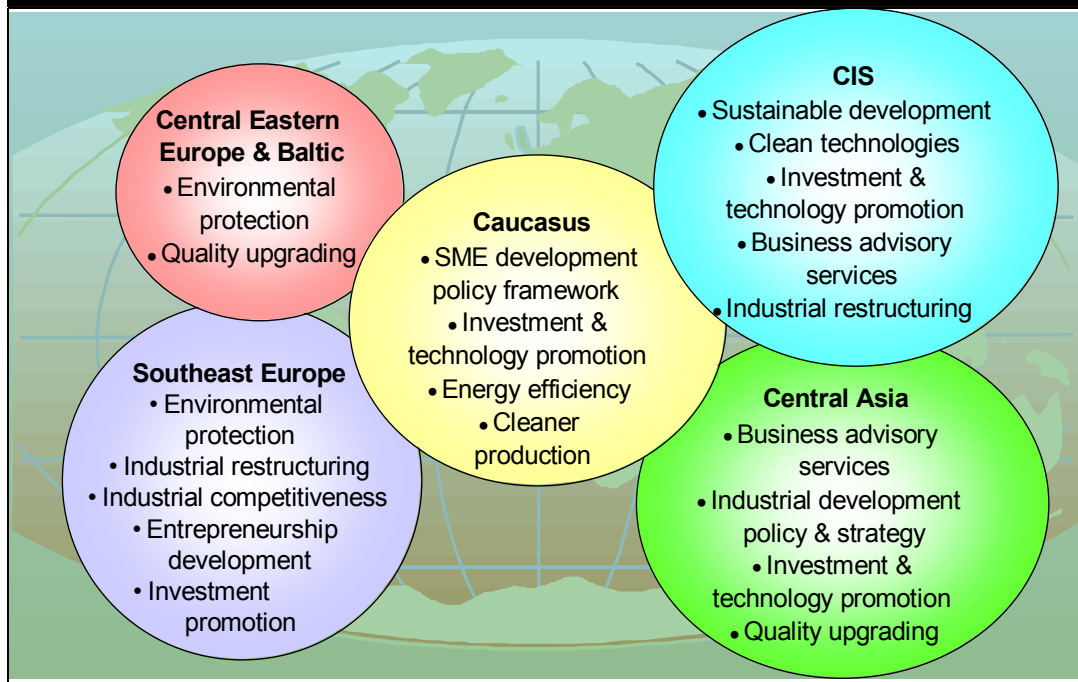 Central Eastern
Europe & Baltic
• Environmental
protection
• Quality upgrading
CIS
• Sustainable development
• Clean technologies
• Investment &
technology promotion
• Business advisory
services
• Industrial restructuring
Caucasus
• SME development
policy framework
• Investment &
technology promotion
• Energy efficiency
• Cleaner
production
Southeast Europe
• Environmental
protection
• Industrial restructuring
• Industrial competitiveness
• Entrepreneurship
development
• Investment
promotion
Central Asia
• Business advisory
services
• Industrial development
policy & strategy
• Investment &
technology promotion
• Quality upgrading